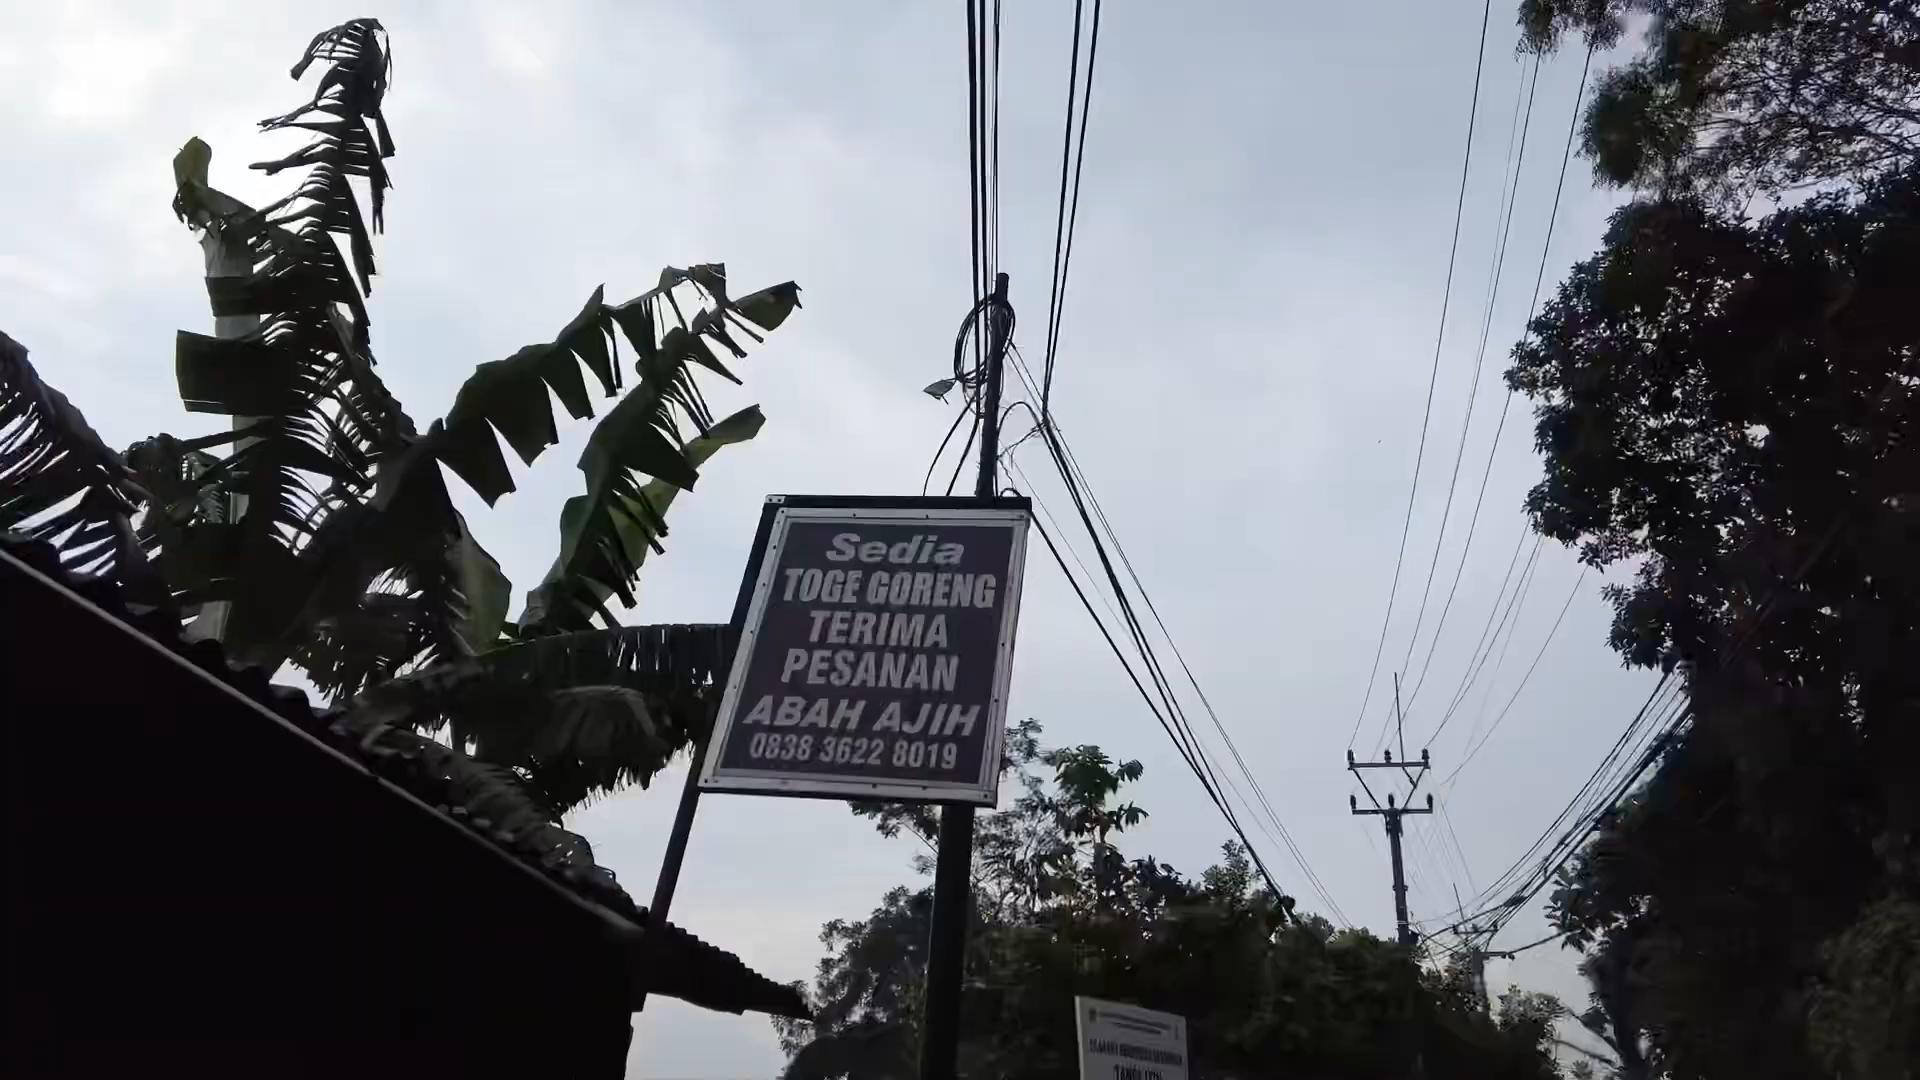 Sedia
TOGE GORENG
TERIMA
PESANAN
ABAH AJIH
0838 3622 8019